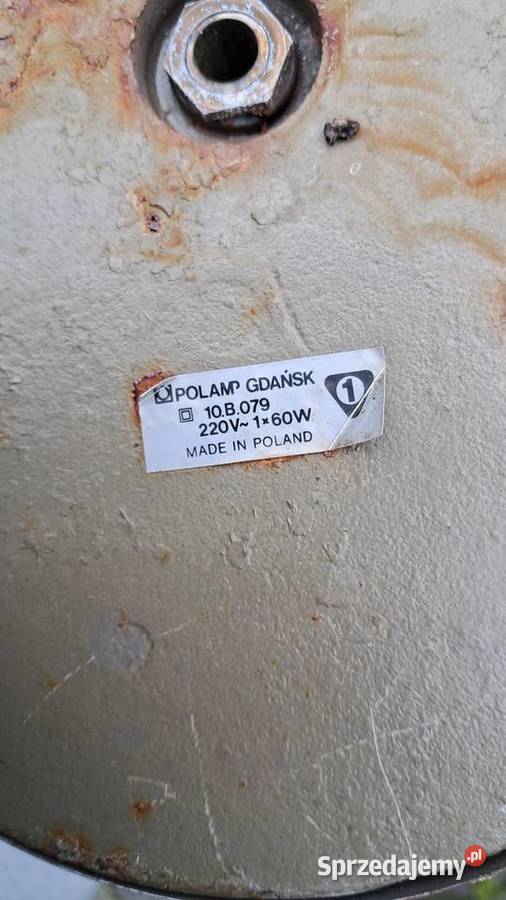 POLAMP GDAŃSK
1
10.B.079
220V~ 1×60W
MADE IN POLAND
Sprzedajemy.pl